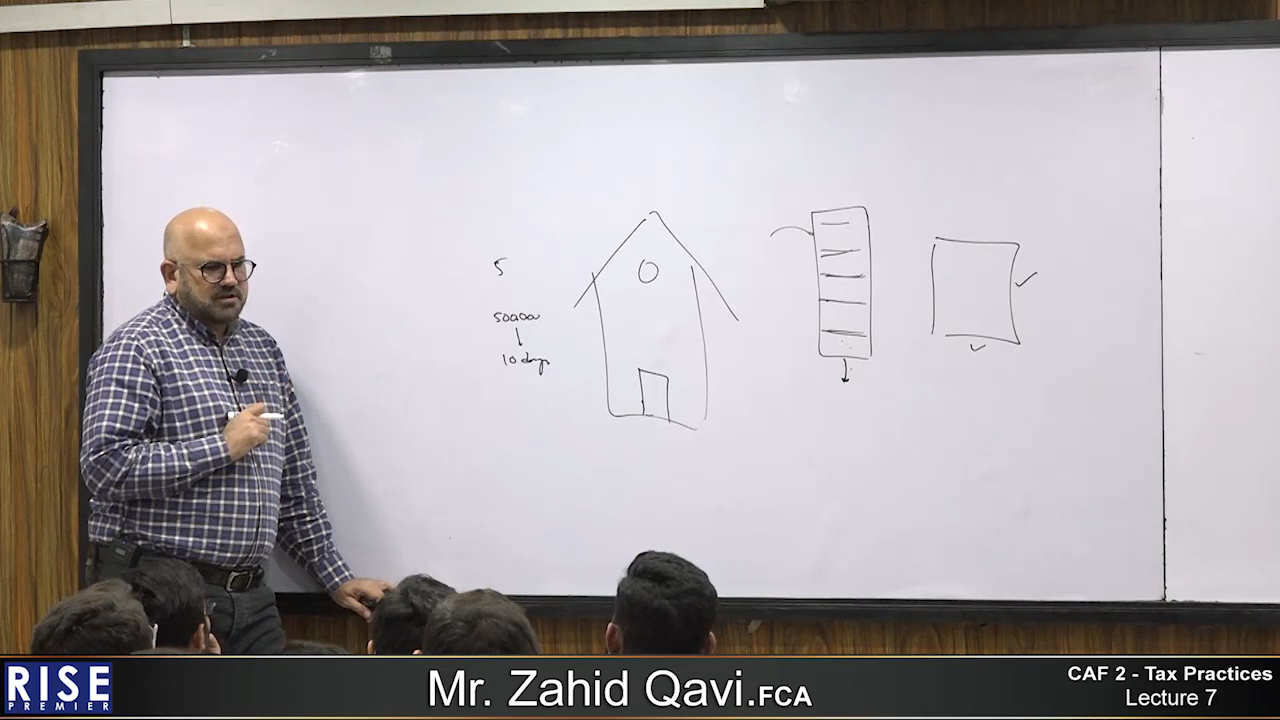 5
50000
10 days
RISE
PREMIER
Mr. Zahid Qavi.FCA
CAF 2 - Tax Practices
Lecture 7